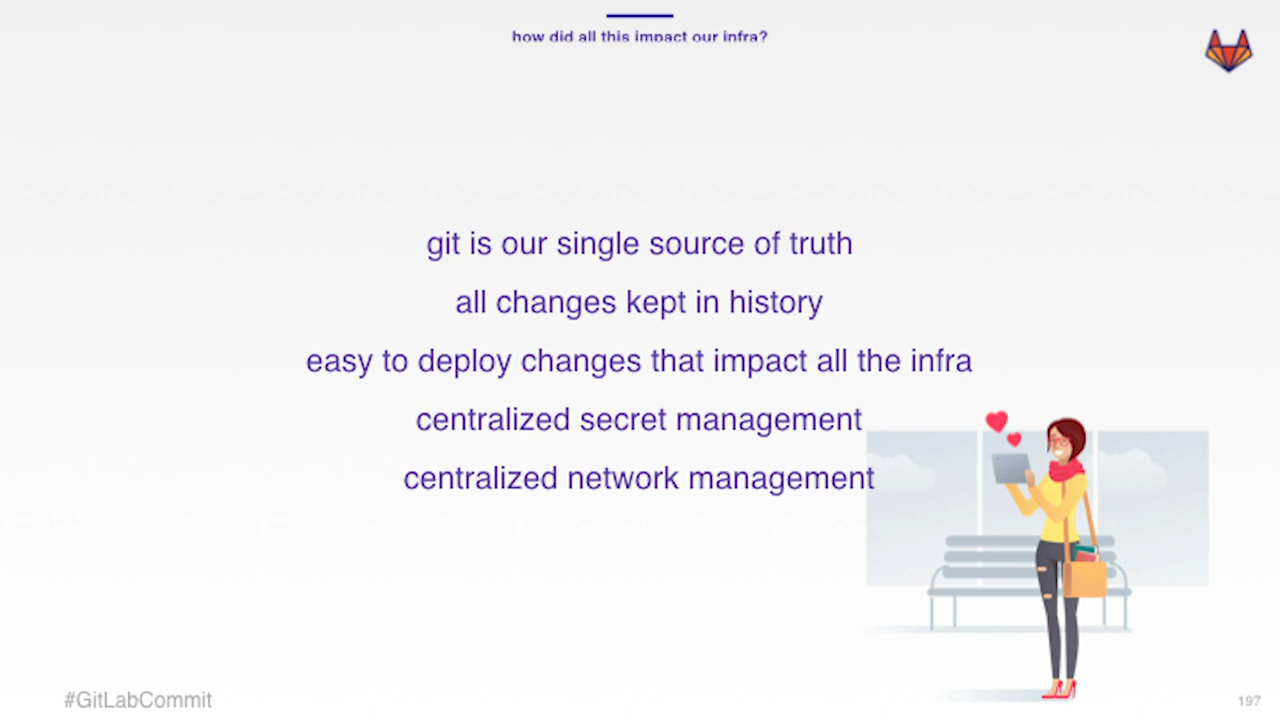 how did all this impact our infra?
git is our single source of truth
all changes kept in history
easy to deploy changes that impact all the infra
centralized secret management
centralized network management
#GitLabCommit
197